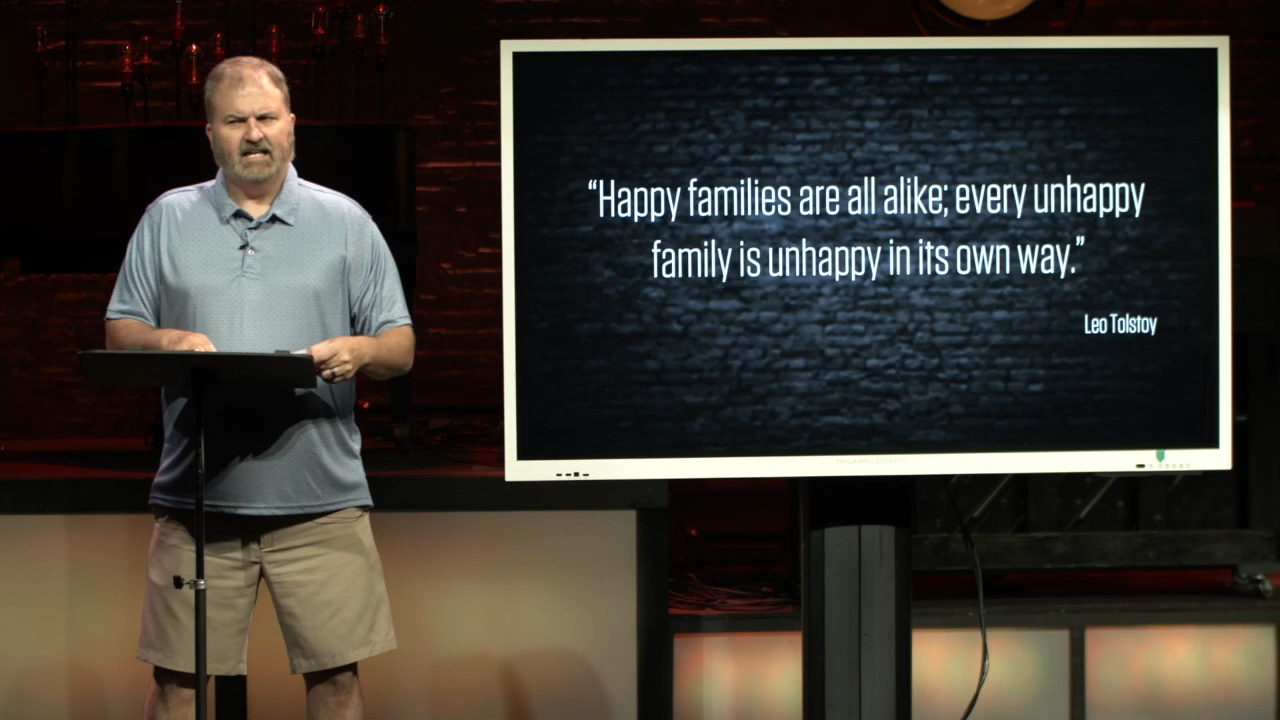 “Happy families are all alike; every unhappy
family is unhappy in its own way.”
Leo Tolstoy